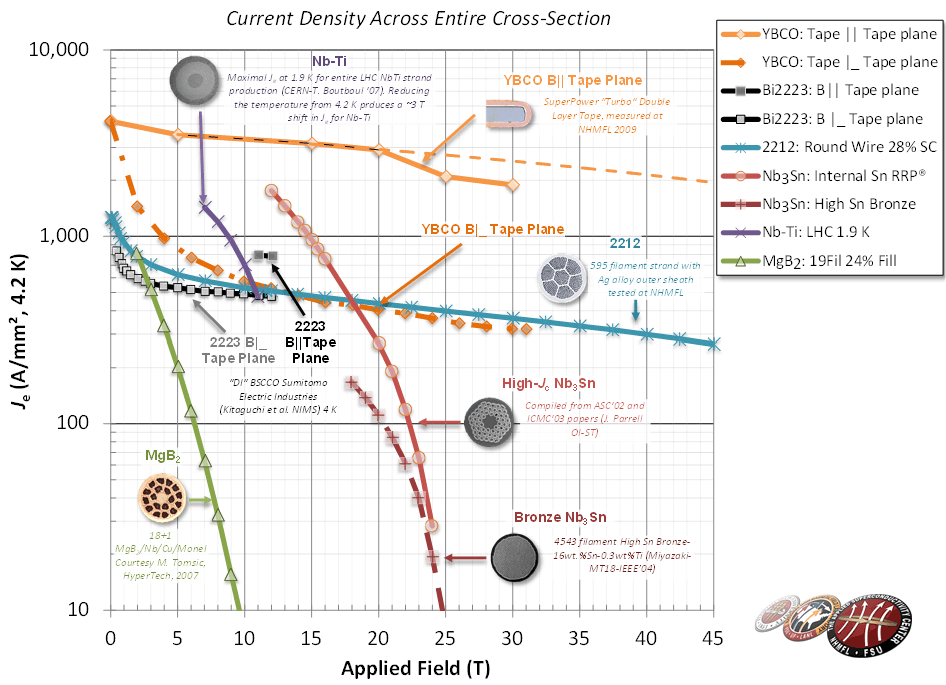 Current Density Across Entire Cross-Section
10,000
1,000
100
10
Jₑ (A/mm², 4.2 K)
0 5 10 15 20 25 30 35 40 45
Applied Field (T)
Nb-Ti
Maximal Jₑ at 1.9 K for entire LHC NbTi strand
production (CERN-T. Boutboul '07). Reducing
the temperature from 4.2 K prduces a ~3 T
shift in Jₑ for Nb-Ti
YBCO B|| Tape Plane
SuperPower "Turbo" Double
Layer Tape, measured at
NHMFL 2009
YBCO B|_ Tape Plane
2212
595 filament strand with
Ag alloy outer sheath
tested at NHMFL
2223 B|_
Tape Plane
2223
B||Tape
Plane
"DI" BSCCO Sumitomo
Electric Industries
(Kitaguchi et al. NIMS) 4 K
High-Jc Nb₃Sn
Compiled from ASC'02 and
ICMC'03 papers (J. Parrell
OI-ST)
MgB₂
18+1
MgB₂/Nb/Cu/Monel
Courtesy M. Tomsic,
HyperTech, 2007
Bronze Nb₃Sn
4543 filament High Sn Bronze-
16wt.%Sn-0.3wt%Ti (Miyazaki-
MT18-IEEE'04)
YBCO: Tape || Tape plane
YBCO: Tape |_ Tape plane
Bi2223: B || Tape plane
Bi2223: B |_ Tape plane
2212: Round Wire 28% SC
Nb₃Sn: Internal Sn RRP®
Nb₃Sn: High Sn Bronze
Nb-Ti: LHC 1.9 K
MgB₂: 19Fil 24% Fill
SUPERCONDUCTIVITY CENTER
NHMFL • FSU